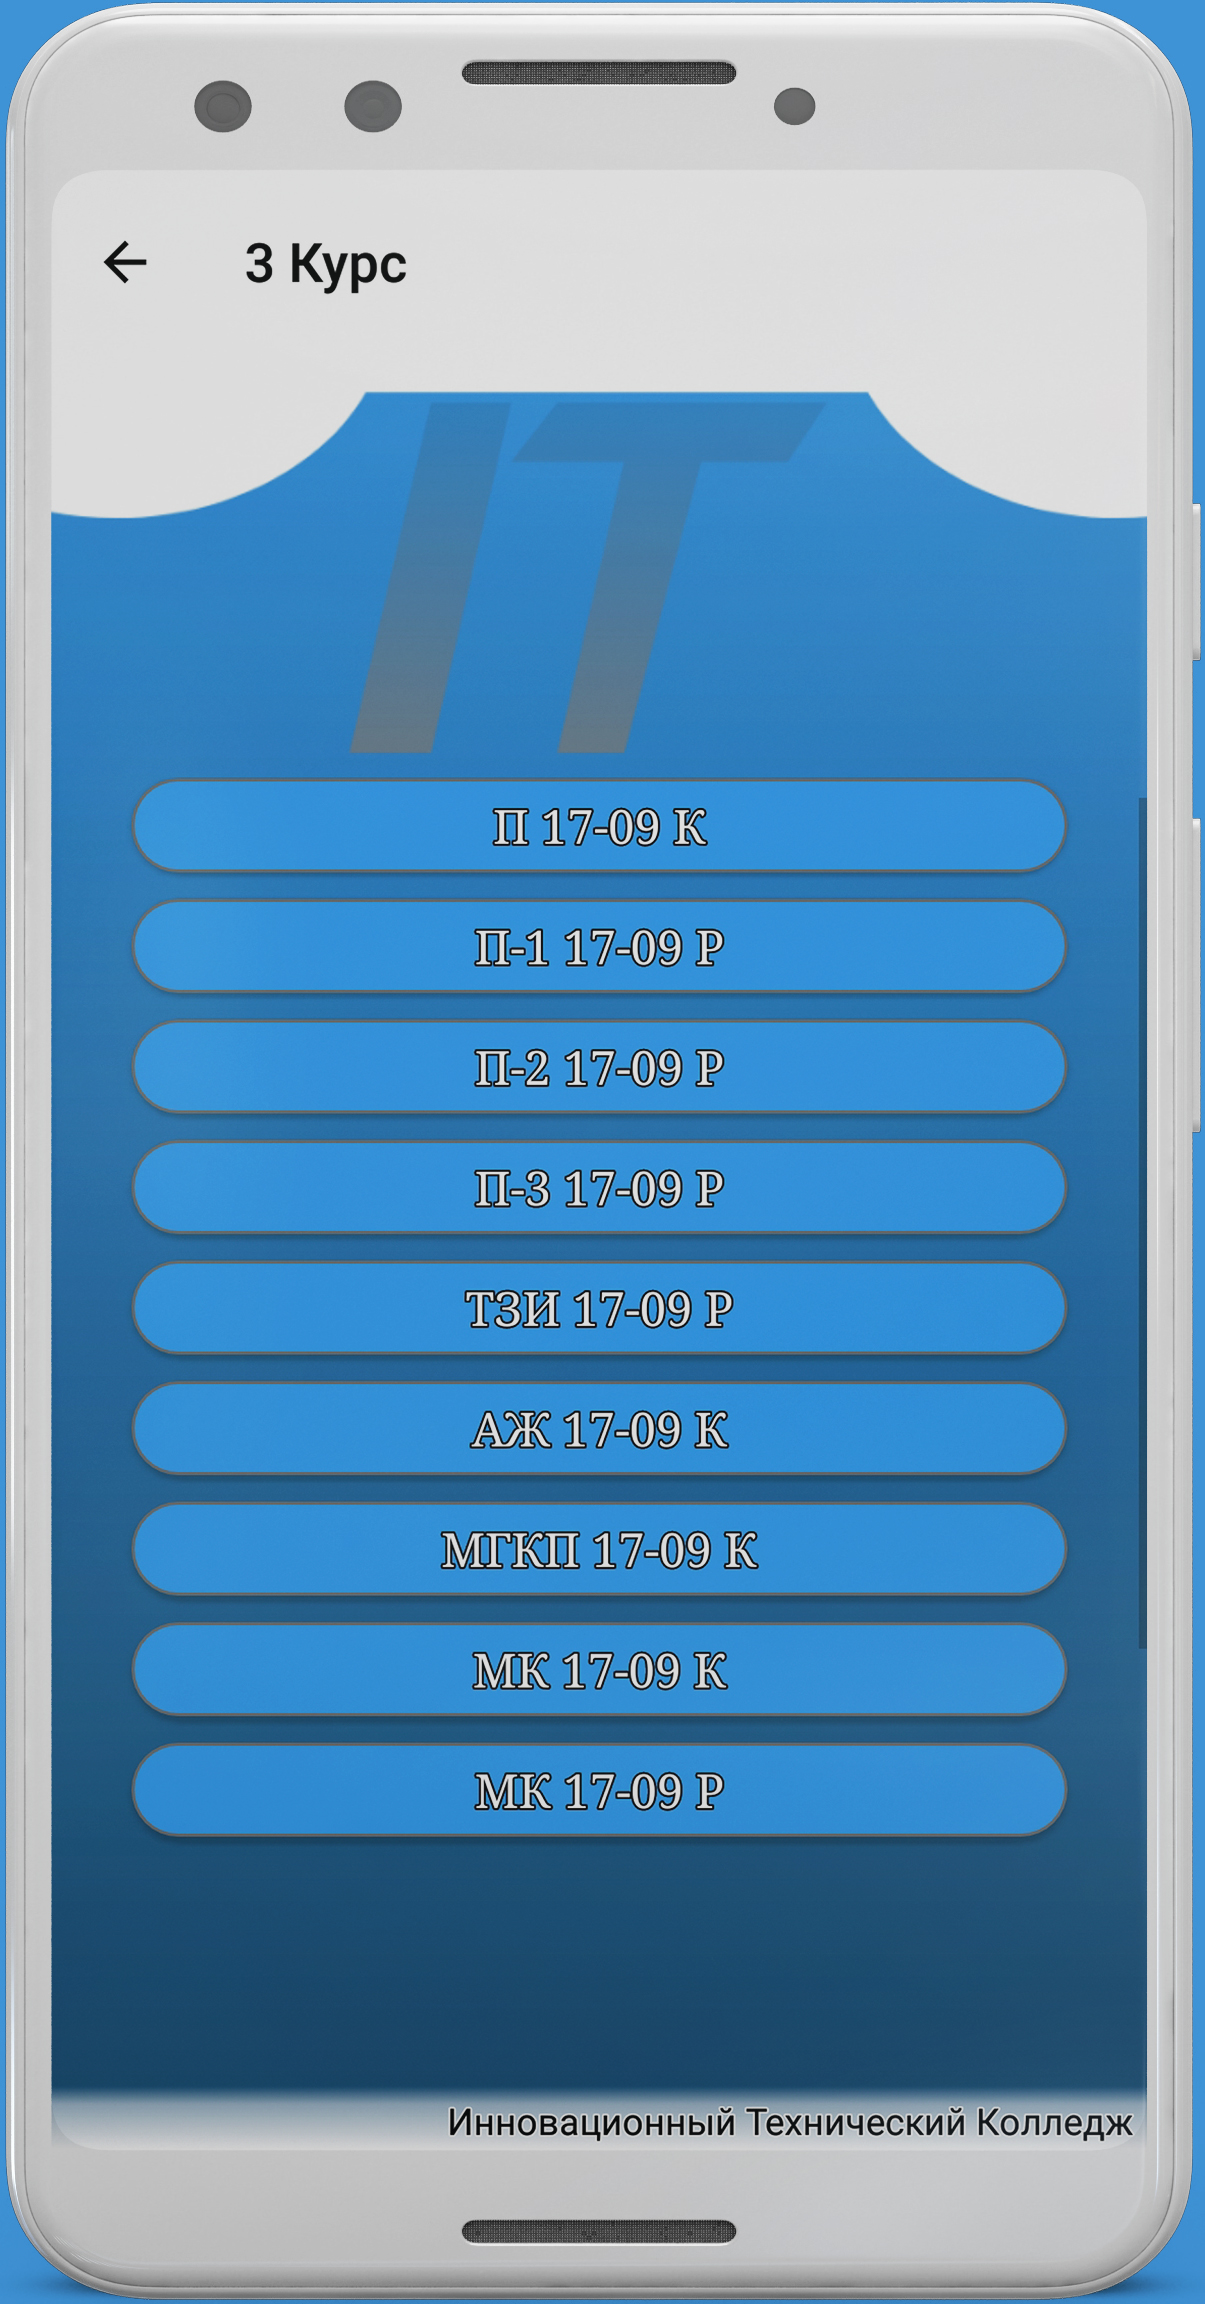 3 Курс
IT
П 17-09 К
П-1 17-09 Р
П-2 17-09 Р
П-3 17-09 Р
ТЗИ 17-09 Р
АЖ 17-09 К
МГКП 17-09 К
МК 17-09 К
МК 17-09 Р
Инновационный Технический Колледж